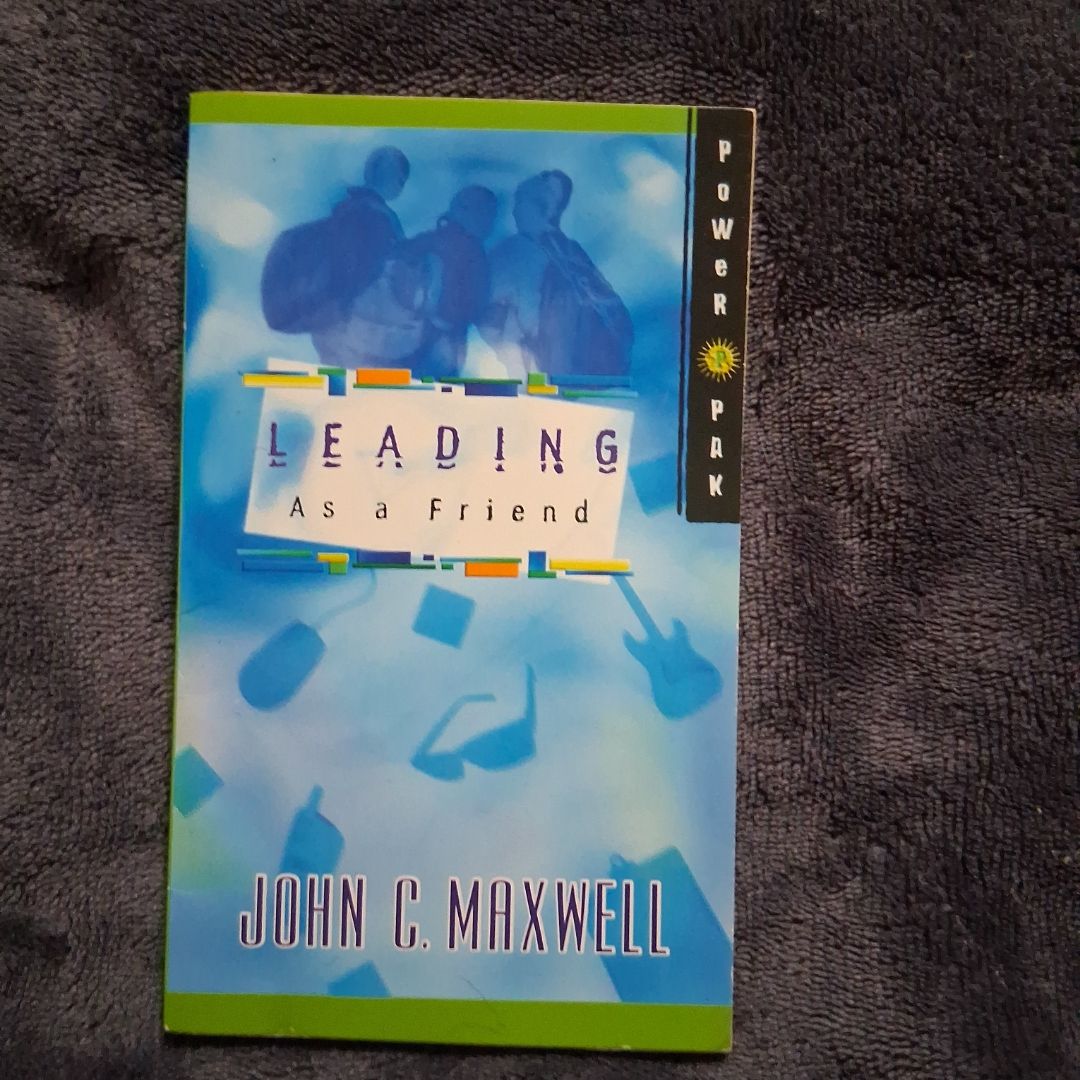 PoWeR P PAK
LEADING
As a Friend
JOHN C. MAXWELL